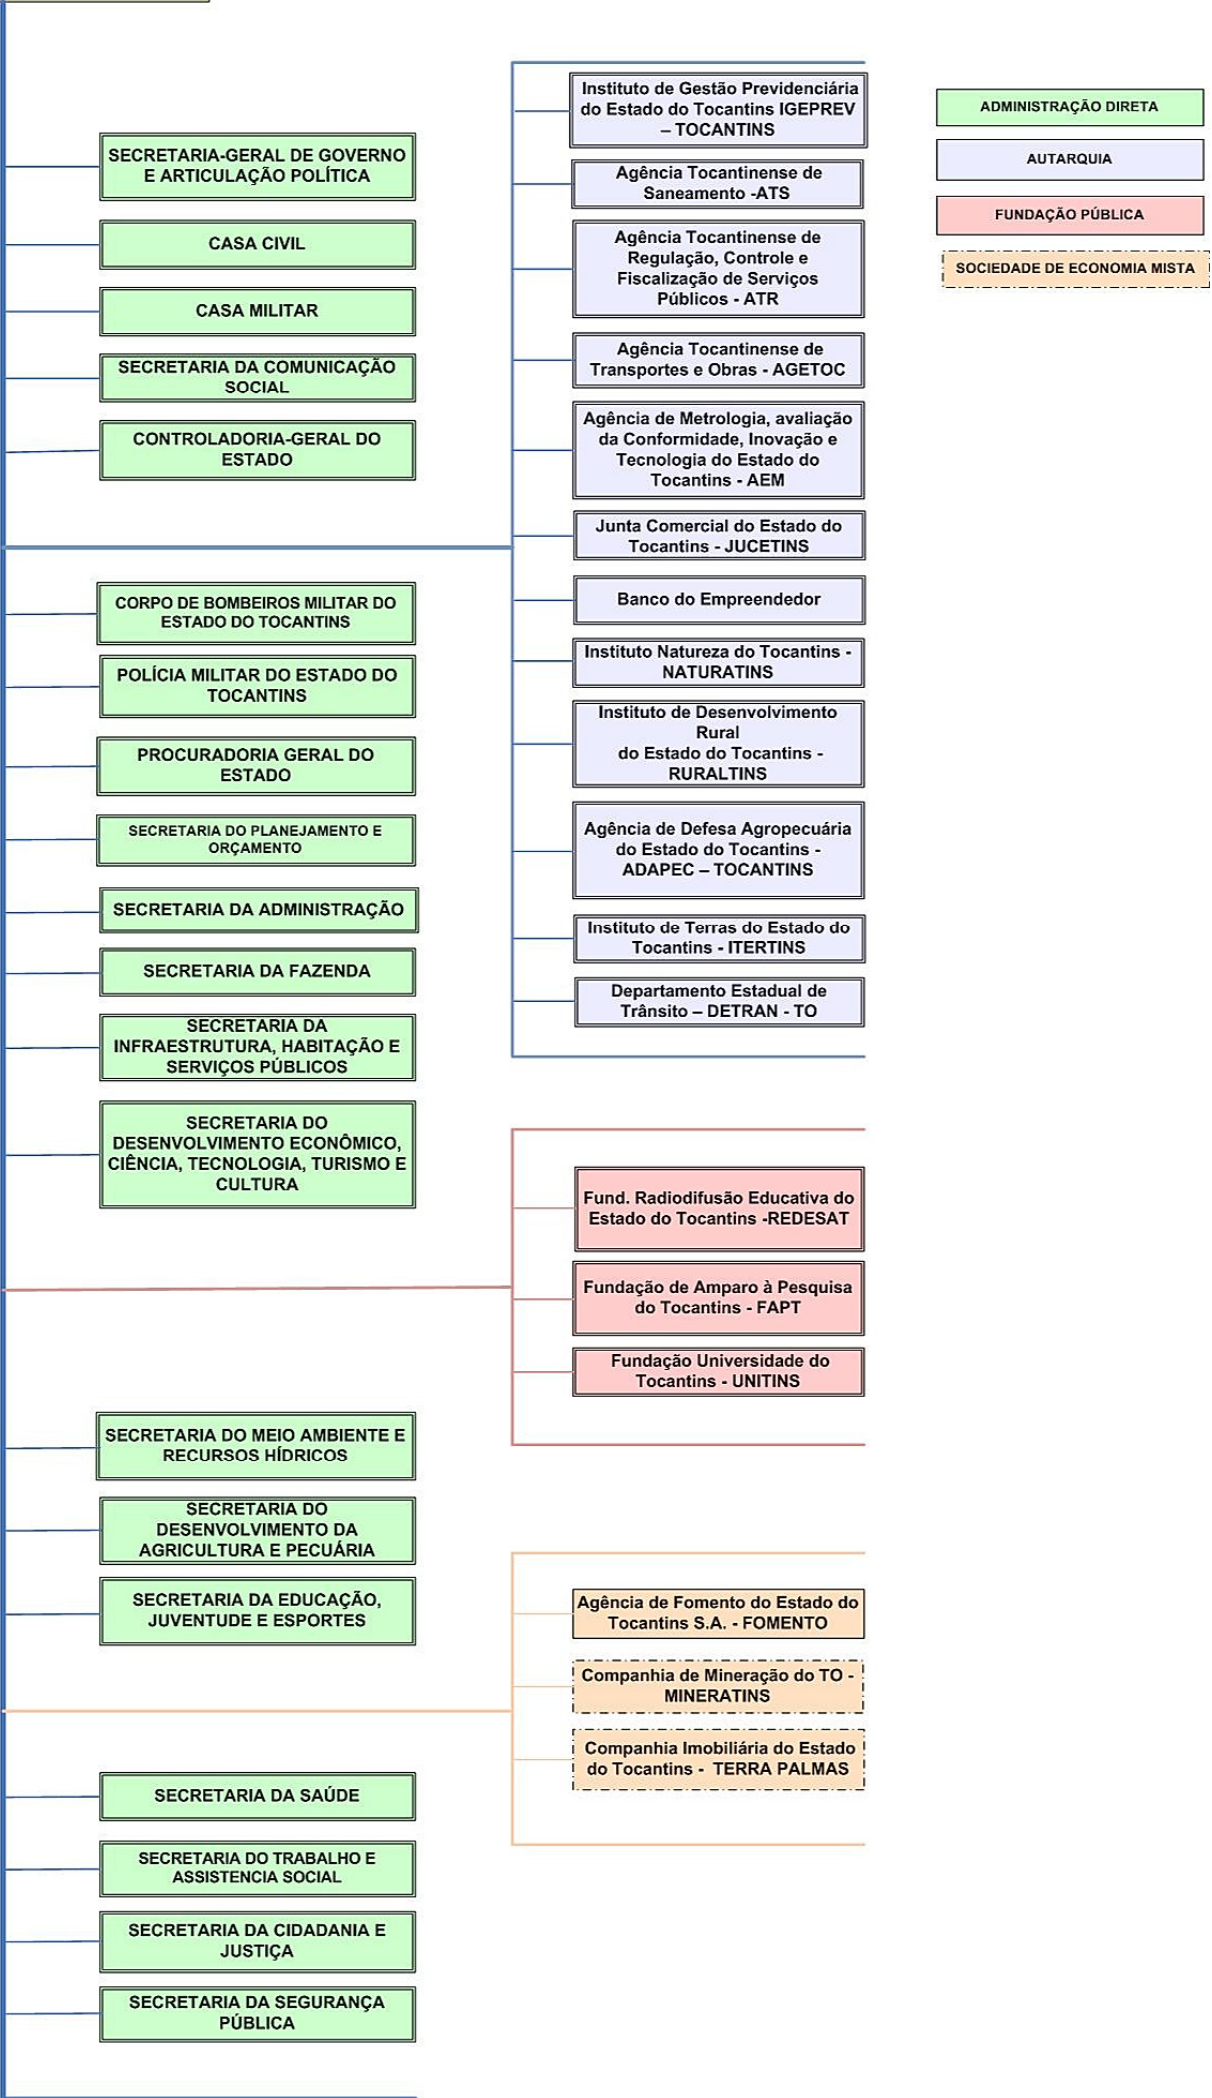 SECRETARIA-GERAL DE GOVERNO
E ARTICULAÇÃO POLÍTICA
CASA CIVIL
CASA MILITAR
SECRETARIA DA COMUNICAÇÃO
SOCIAL
CONTROLADORIA-GERAL DO
ESTADO
CORPO DE BOMBEIROS MILITAR DO
ESTADO DO TOCANTINS
POLÍCIA MILITAR DO ESTADO DO
TOCANTINS
PROCURADORIA GERAL DO
ESTADO
SECRETARIA DO PLANEJAMENTO E
ORÇAMENTO
SECRETARIA DA ADMINISTRAÇÃO
SECRETARIA DA FAZENDA
SECRETARIA DA
INFRAESTRUTURA, HABITAÇÃO E
SERVIÇOS PÚBLICOS
SECRETARIA DO
DESENVOLVIMENTO ECONÔMICO,
CIÊNCIA, TECNOLOGIA, TURISMO E
CULTURA
SECRETARIA DO MEIO AMBIENTE E
RECURSOS HÍDRICOS
SECRETARIA DO
DESENVOLVIMENTO DA
AGRICULTURA E PECUÁRIA
SECRETARIA DA EDUCAÇÃO,
JUVENTUDE E ESPORTES
SECRETARIA DA SAÚDE
SECRETARIA DO TRABALHO E
ASSISTENCIA SOCIAL
SECRETARIA DA CIDADANIA E
JUSTIÇA
SECRETARIA DA SEGURANÇA
PÚBLICA
Instituto de Gestão Previdenciária
do Estado do Tocantins IGEPREV
– TOCANTINS
Agência Tocantinense de
Saneamento -ATS
Agência Tocantinense de
Regulação, Controle e
Fiscalização de Serviços
Públicos - ATR
Agência Tocantinense de
Transportes e Obras - AGETOC
Agência de Metrologia, avaliação
da Conformidade, Inovação e
Tecnologia do Estado do
Tocantins - AEM
Junta Comercial do Estado do
Tocantins - JUCETINS
Banco do Empreendedor
Instituto Natureza do Tocantins -
NATURATINS
Instituto de Desenvolvimento
Rural
do Estado do Tocantins -
RURALTINS
Agência de Defesa Agropecuária
do Estado do Tocantins -
ADAPEC – TOCANTINS
Instituto de Terras do Estado do
Tocantins - ITERTINS
Departamento Estadual de
Trânsito – DETRAN - TO
Fund. Radiodifusão Educativa do
Estado do Tocantins -REDESAT
Fundação de Amparo à Pesquisa
do Tocantins - FAPT
Fundação Universidade do
Tocantins - UNITINS
Agência de Fomento do Estado do
Tocantins S.A. - FOMENTO
Companhia de Mineração do TO -
MINERATINS
Companhia Imobiliária do Estado
do Tocantins - TERRA PALMAS
ADMINISTRAÇÃO DIRETA
AUTARQUIA
FUNDAÇÃO PÚBLICA
SOCIEDADE DE ECONOMIA MISTA